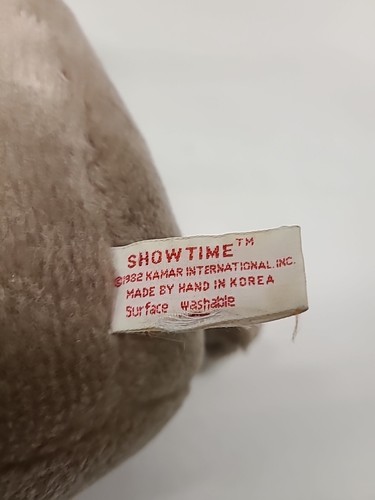 SHOWTIME™
©1982 KAMAR INTERNATIONAL, INC.
MADE BY HAND IN KOREA
Surface Washable